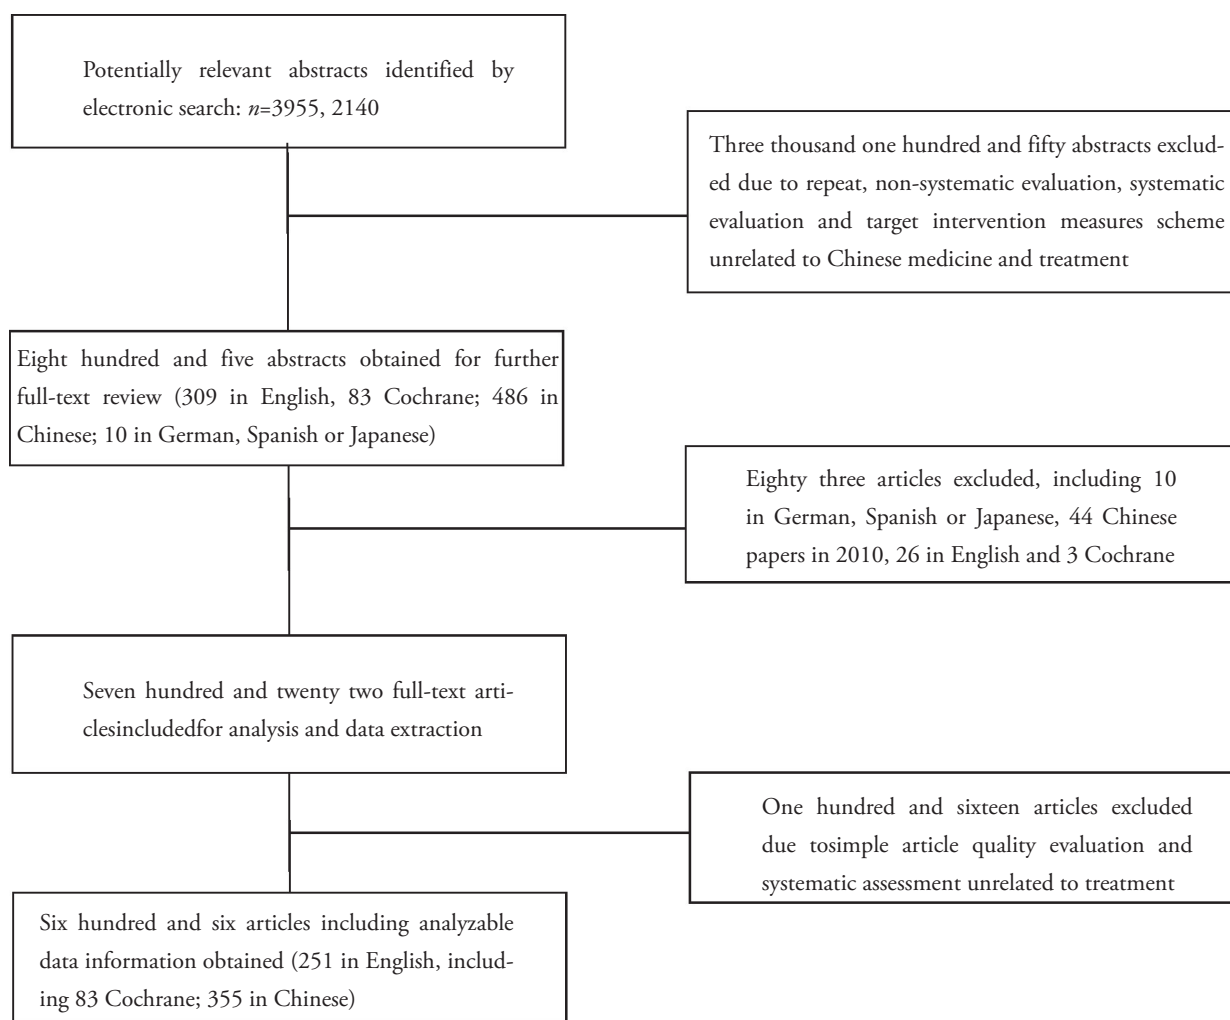 Potentially relevant abstracts identified by
electronic search: n=3955, 2140
Three thousand one hundred and fifty abstracts exclud-
ed due to repeat, non-systematic evaluation, systematic
evaluation and target intervention measures scheme
unrelated to Chinese medicine and treatment
Eight hundred and five abstracts obtained for further
full-text review (309 in English, 83 Cochrane; 486 in
Chinese; 10 in German, Spanish or Japanese)
Eighty three articles excluded, including 10
in German, Spanish or Japanese, 44 Chinese
papers in 2010, 26 in English and 3 Cochrane
Seven hundred and twenty two full-text arti-
clesincludedfor analysis and data extraction
One hundred and sixteen articles excluded
due tosimple article quality evaluation and
systematic assessment unrelated to treatment
Six hundred and six articles including analyzable
data information obtained (251 in English, includ-
ing 83 Cochrane; 355 in Chinese)